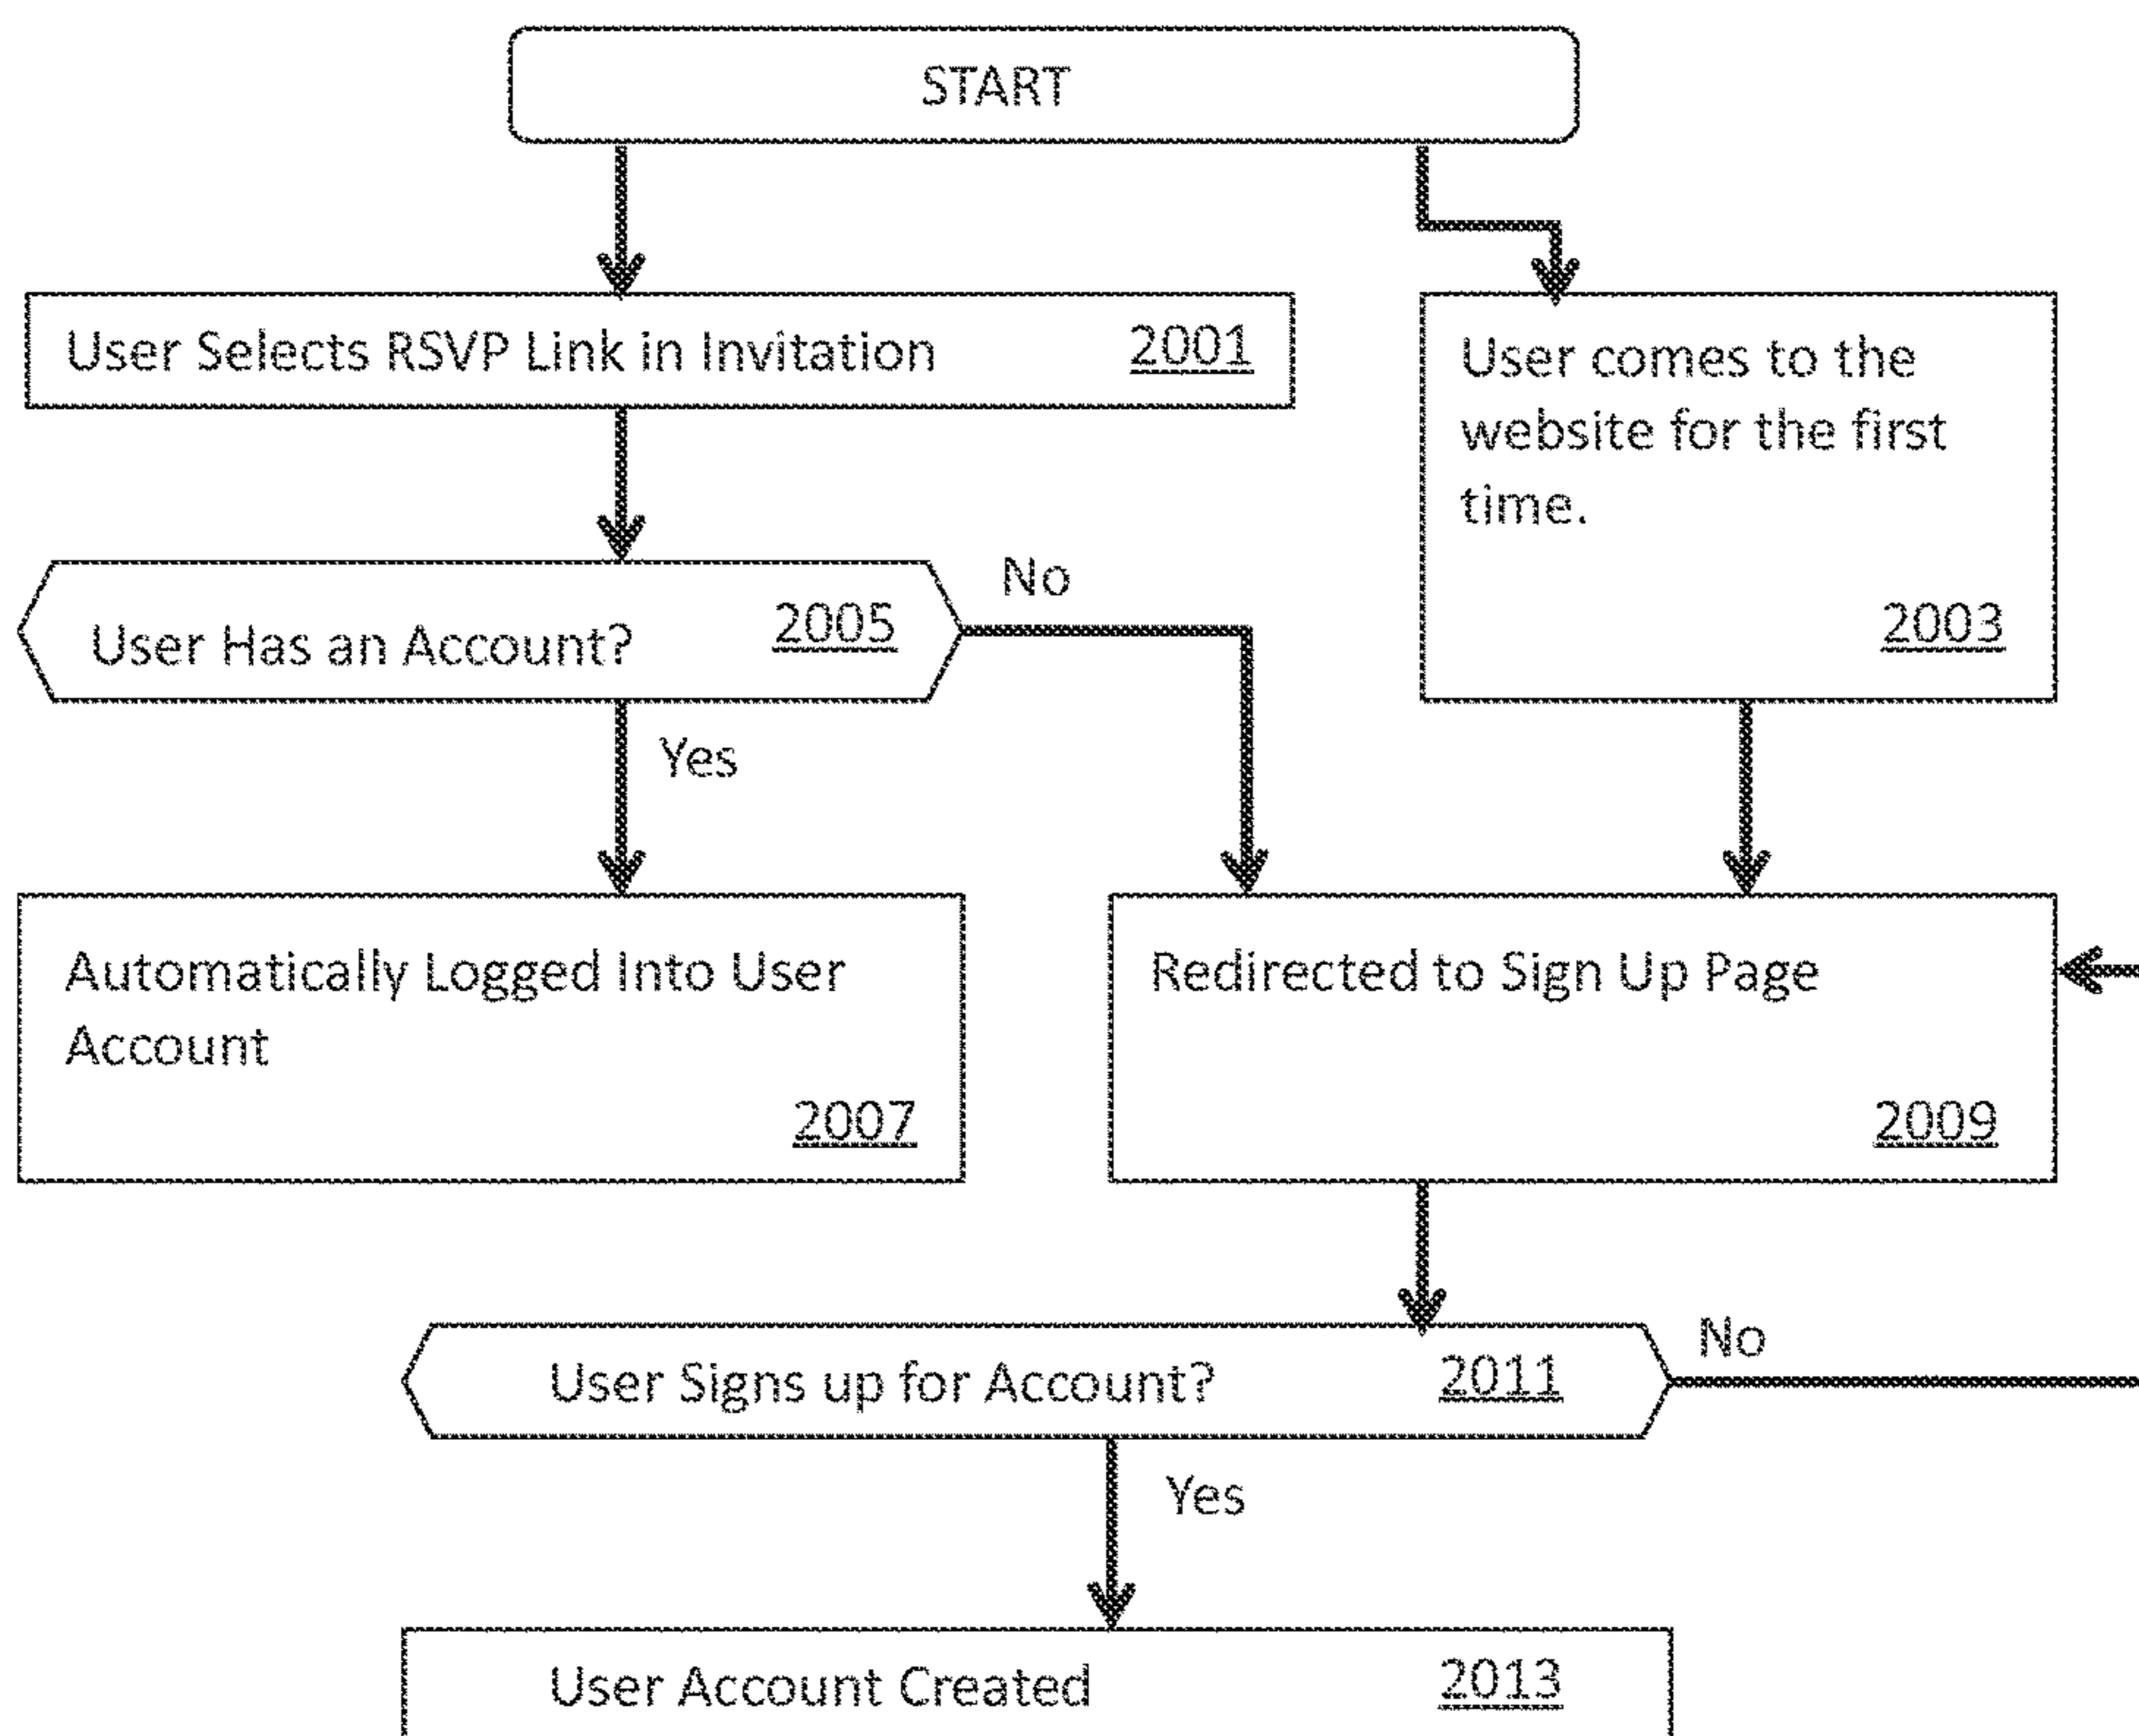 START
User Selects RSVP Link in Invitation 2001
User comes to the
website for the first
time.
2003
User Has an Account? 2005
No
Yes
Automatically Logged Into User
Account
2007
Redirected to Sign Up Page
2009
User Signs up for Account? 2011
No
Yes
User Account Created 2013